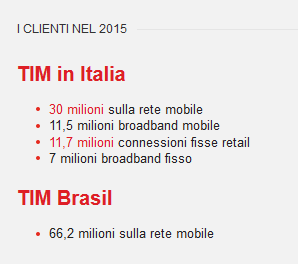 I CLIENTI NEL 2015
TIM in Italia
• 30 milioni sulla rete mobile
• 11,5 milioni broadband mobile
• 11,7 milioni connessioni fisse retail
• 7 milioni broadband fisso
TIM Brasil
• 66,2 milioni sulla rete mobile